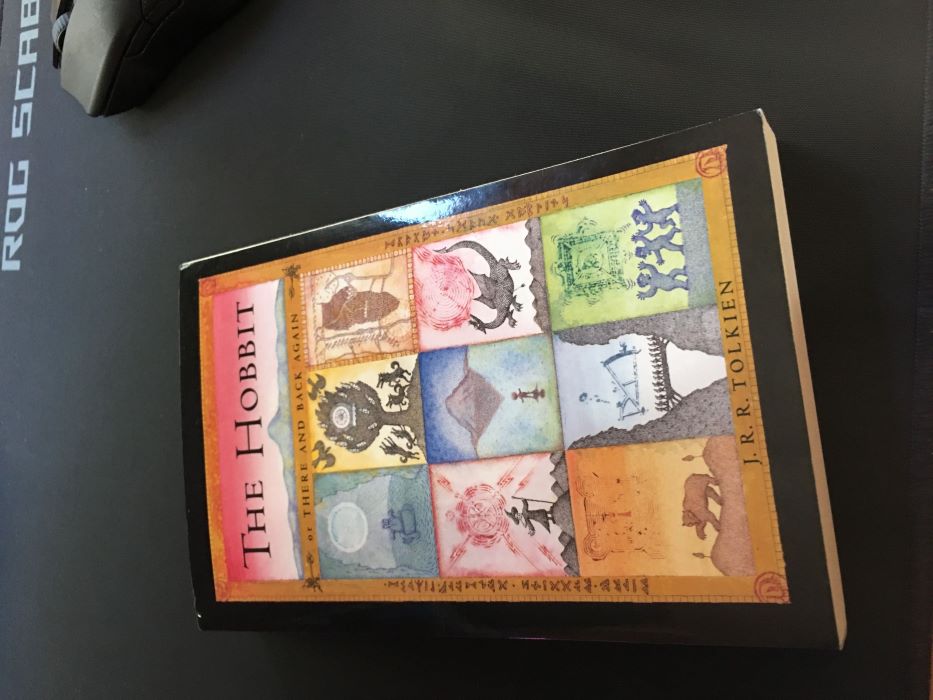 ROG SCAB
THE HOBBIT
or THERE AND BACK AGAIN
J. R. R. TOLKIEN